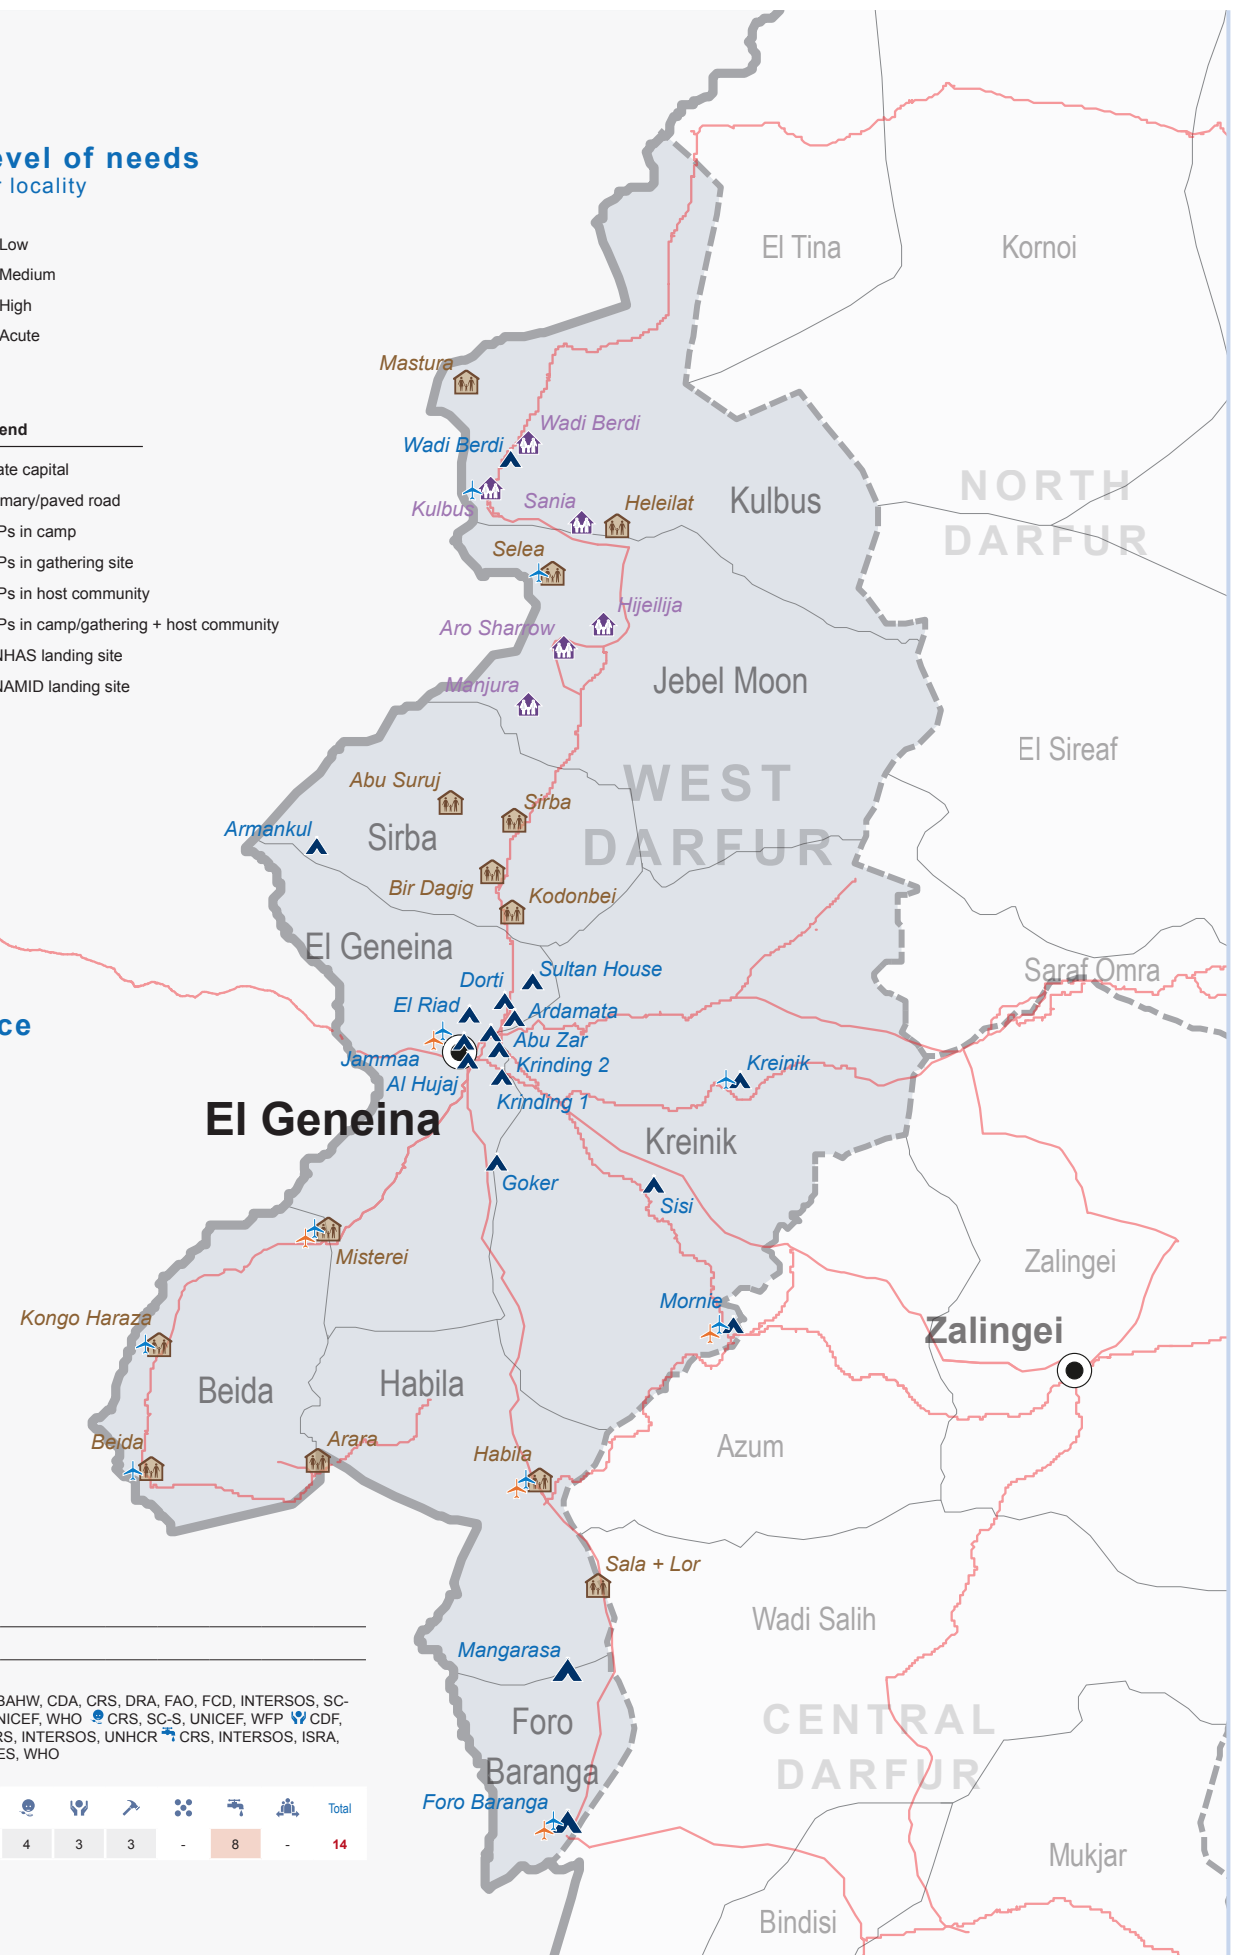 evel of needs
r locality
Low
Medium
High
Acute
end
ate capital
mary/paved road
Ps in camp
Ps in gathering site
Ps in host community
Ps in camp/gathering + host community
NHAS landing site
NAMID landing site
El Tina
Kornoi
Mastura
Wadi Berdi
Wadi Berdi
Kulbus
Sania
Heleilat
Kulbus
NORTH
DARFUR
Selea
Hijeilija
Aro Sharrow
Manjura
Jebel Moon
El Sireaf
WEST
DARFUR
Abu Suruj
Sirba
Armankul
Sirba
Bir Dagig
Kodonbei
El Geneina
Saraf Omra
Sultan House
Dorti
El Riad
Ardamata
ce
Abu Zar
Jammaa
Krinding 2
Kreinik
Al Hujaj
Krinding 1
El Geneina
Kreinik
Goker
Sisi
Misterei
Zalingei
Mornie
Kongo Haraza
Zalingei
Beida
Habila
Beida
Arara
Habila
Azum
Sala + Lor
Wadi Salih
Mangarasa
Foro
Baranga
CENTRAL
DARFUR
Foro Baranga
Mukjar
Bindisi
BAHW, CDA, CRS, DRA, FAO, FCD, INTERSOS, SC-
NICEF, WHO CRS, SC-S, UNICEF, WFP CDF,
RS, INTERSOS, UNHCR CRS, INTERSOS, ISRA,
ES, WHO
Total
4 3 3 - 8 - 14